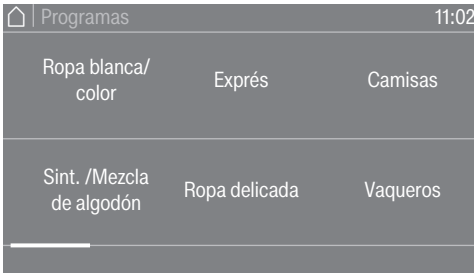 Programas 11:02
Ropa blanca/
color
Exprés
Camisas
Sint. /Mezcla
de algodón
Ropa delicada
Vaqueros